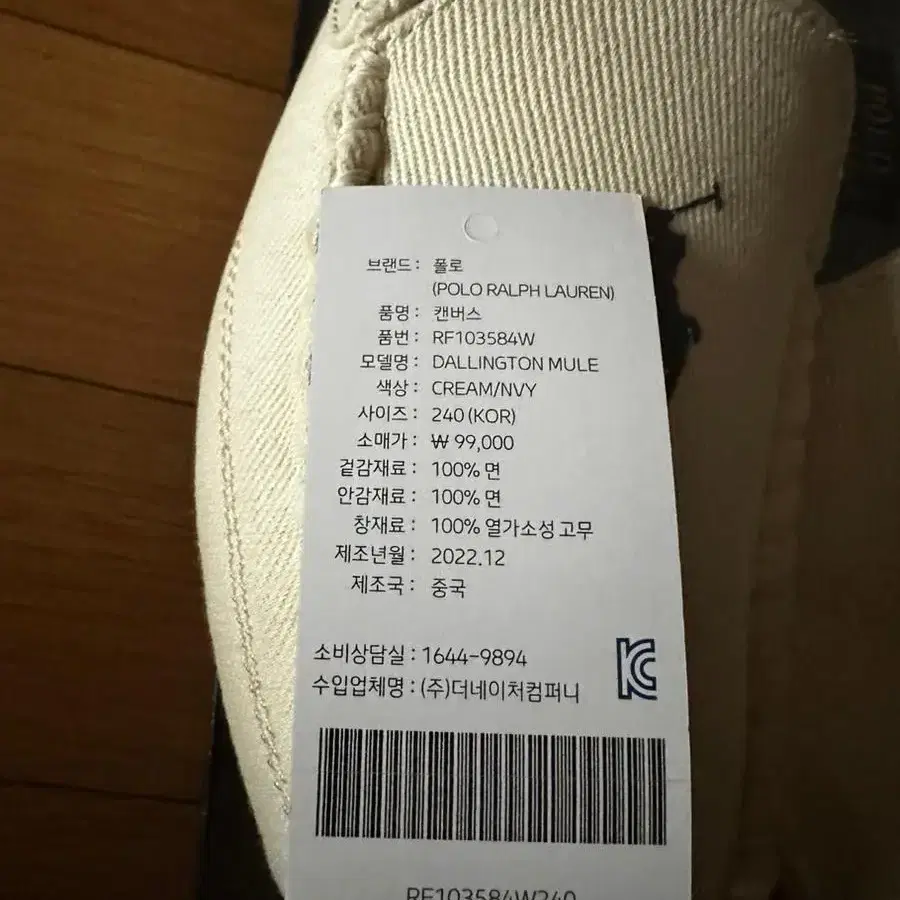 브랜드 : 폴로
(POLO RALPH LAUREN)
품명 : 캔버스
품번 : RF103584W
모델명 : DALLINGTON MULE
색상 : CREAM/NVY
사이즈 : 240 (KOR)
소매가 : ₩ 99,000
겉감재료 : 100% 면
안감재료 : 100% 면
창재료 : 100% 열가소성 고무
제조년월 : 2022.12
제조국 : 중국
소비상담실 : 1644-9894
수입업체명 : (주)더네이처컴퍼니
KC
RF103584W240